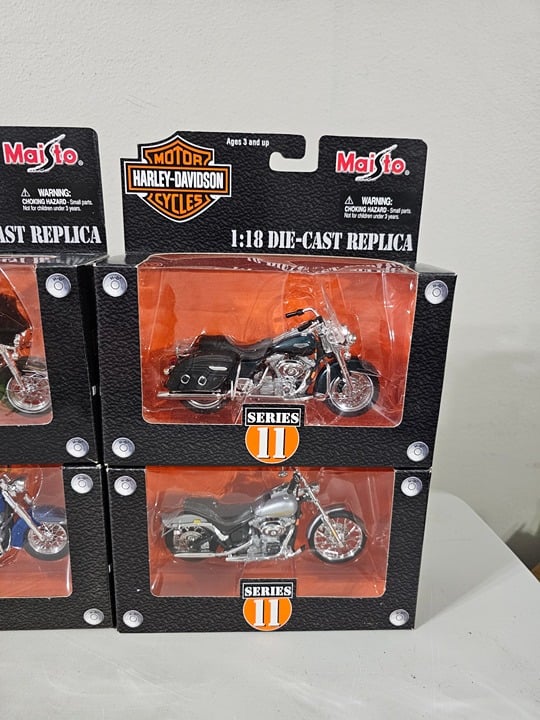 Maisto®
WARNING:
CHOKING HAZARD - Small parts.
Not for children under 3 years.
AST REPLICA
Ages 3 and up
MOTOR
HARLEY-DAVIDSON
CYCLES
Maisto®
WARNING:
CHOKING HAZARD - Small parts.
Not for children under 3 years.
1:18 DIE-CAST REPLICA
SERIES
11
SERIES
11